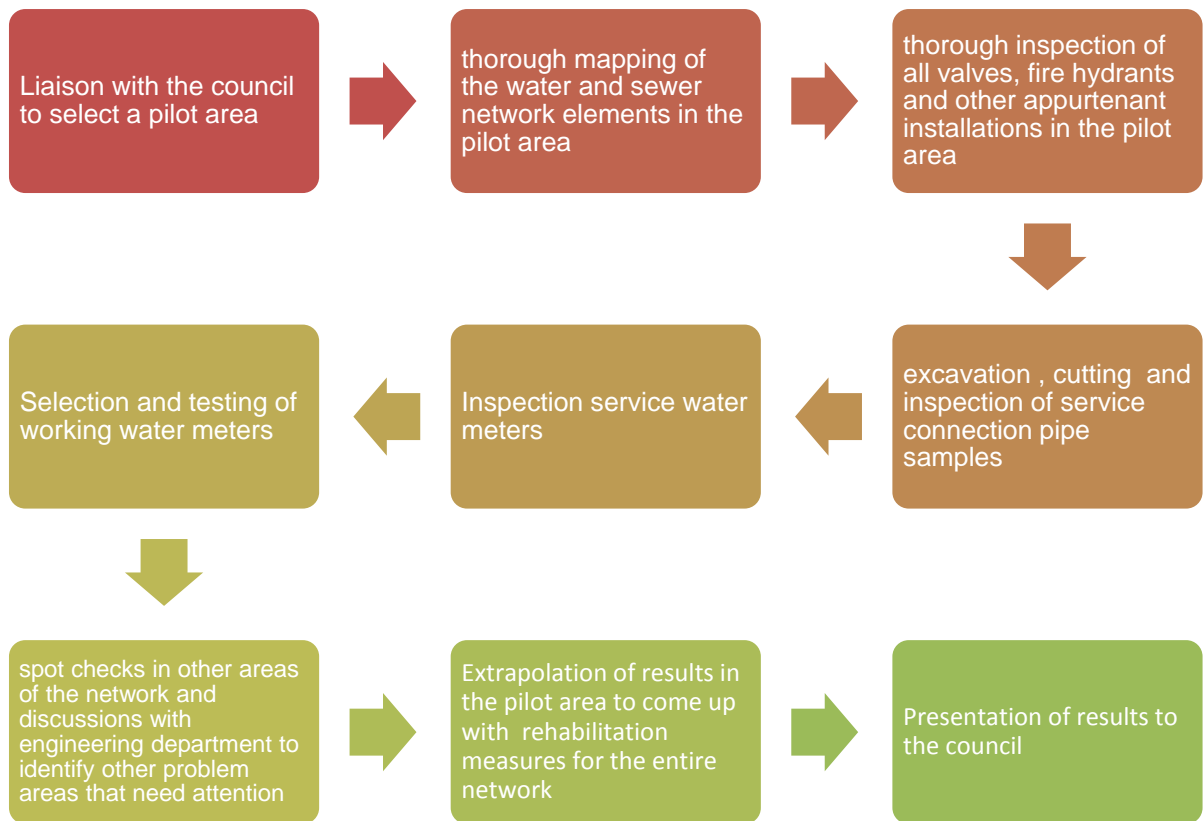 Liaison with the council
to select a pilot area
thorough mapping of
the water and sewer
network elements in the
pilot area
thorough inspection of
all valves, fire hydrants
and other appurtenant
installations in the pilot
area
excavation , cutting  and
inspection of service
connection pipe
samples
Inspection service water
meters
Selection and testing of
working water meters
spot checks in other areas
of the network and
discussions with
engineering department to
identify other problem
areas that need attention
Extrapolation of results in
the pilot area to come up
with  rehabilitation
measures for the entire
network
Presentation of results to
the council